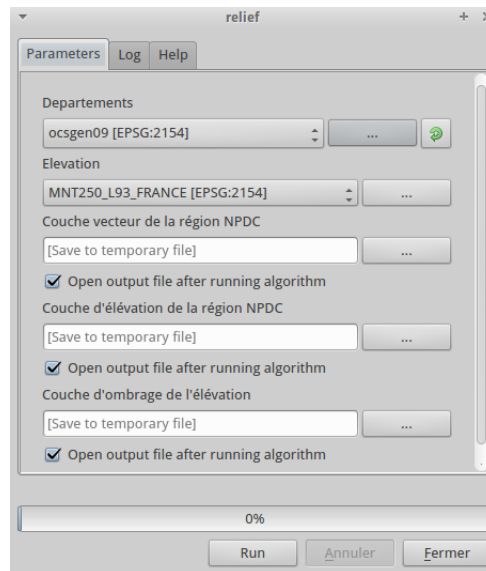 relief
Parameters Log Help
Departements
ocsgen09 [EPSG:2154] ...
Elevation
MNT250_L93_FRANCE [EPSG:2154] ...
Couche vecteur de la région NPDC
[Save to temporary file] ...
Open output file after running algorithm
Couche d'élévation de la région NPDC
[Save to temporary file] ...
Open output file after running algorithm
Couche d'ombrage de l'élévation
[Save to temporary file] ...
Open output file after running algorithm
0%
Run Annuler Fermer